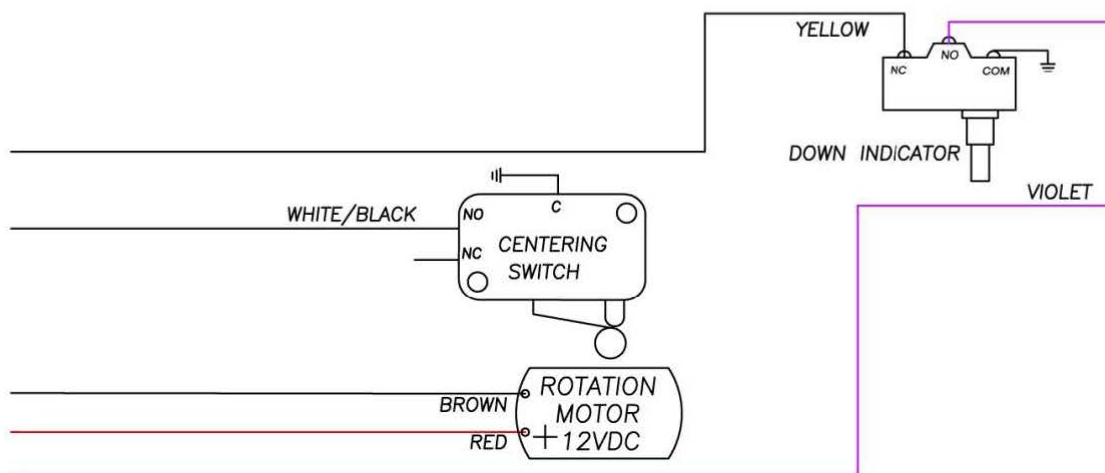 YELLOW
NC
NO
COM
DOWN INDICATOR
VIOLET
C
WHITE/BLACK
NO
NC
CENTERING
SWITCH
BROWN
RED
ROTATION
MOTOR
+ 12VDC